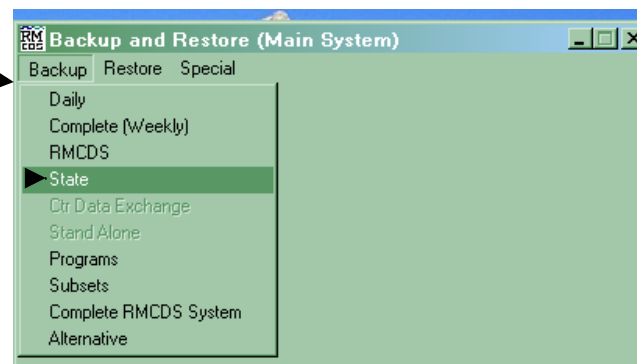 RM
CDS
Backup and Restore (Main System)
Backup Restore Special
Daily
Complete (Weekly)
RMCDS
State
Ctr Data Exchange
Stand Alone
Programs
Subsets
Complete RMCDS System
Alternative